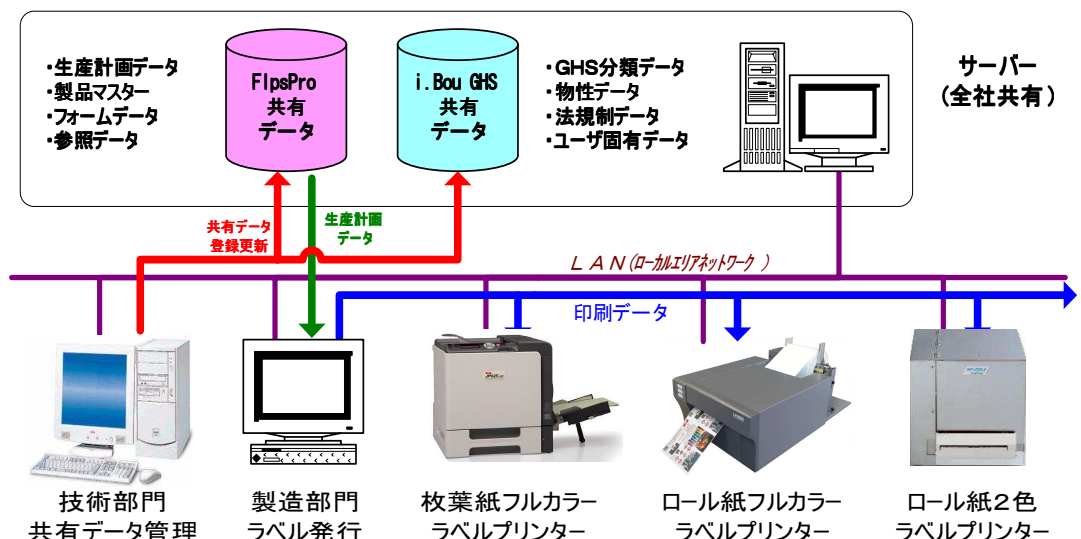 ・生産計画データ
・製品マスター
・フォームデータ
・参照データ
FlpsPro
共有
データ
i.Bou GHS
共有
データ
・GHS分類データ
・物性データ
・法規制データ
・ユーザ固有データ
サーバー
(全社共有)
共有データ
登録更新
生産計画
データ
LAN(ローカルエリアネットワーク )
印刷データ
技術部門
共有データ管理
製造部門
ラベル発行
枚葉紙フルカラー
ラベルプリンター
ロール紙フルカラー
ラベルプリンター
ロール紙2色
ラベルプリンター